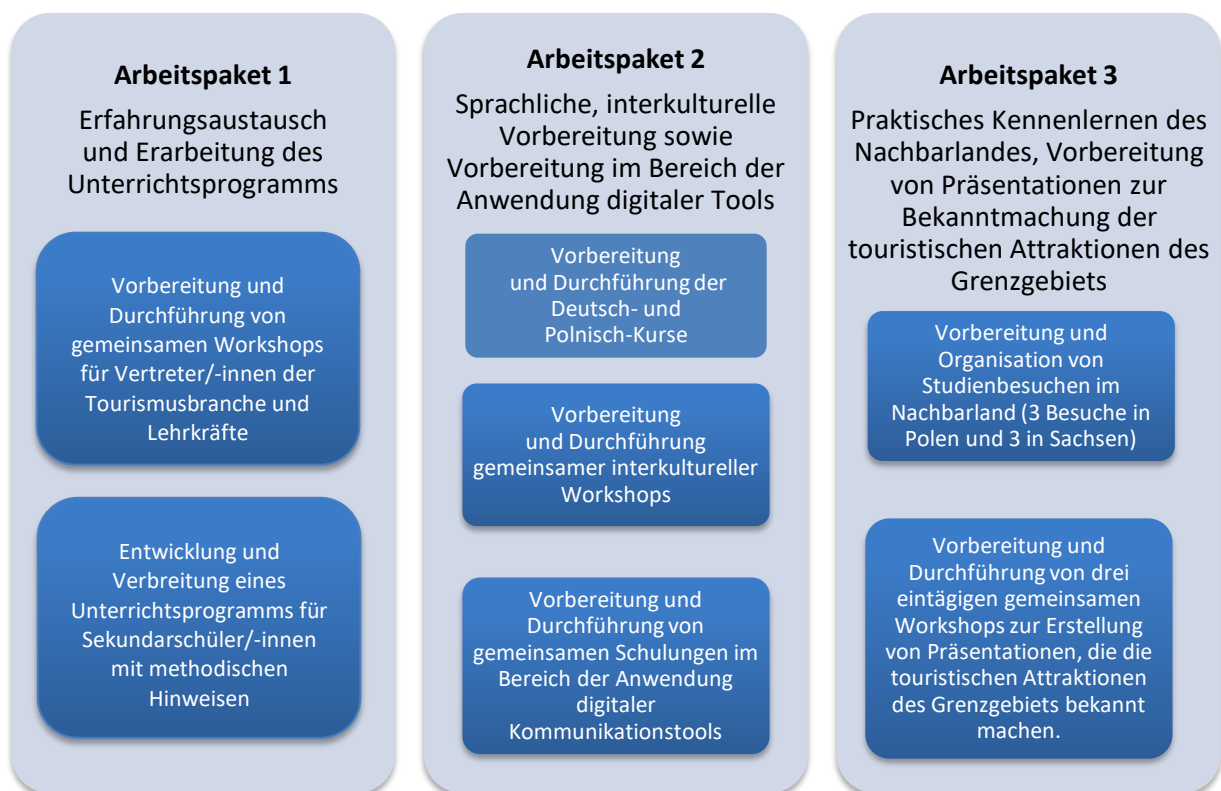 Arbeitspaket 1
Erfahrungsaustausch
und Erarbeitung des
Unterrichtsprogramms
Vorbereitung und
Durchführung von
gemeinsamen Workshops
für Vertreter/-innen der
Tourismusbranche und
Lehrkräfte
Entwicklung und
Verbreitung eines
Unterrichtsprogramms für
Sekundarschüler/-innen
mit methodischen
Hinweisen
Arbeitspaket 2
Sprachliche, interkulturelle
Vorbereitung sowie
Vorbereitung im Bereich der
Anwendung digitaler Tools
Vorbereitung
und Durchführung der
Deutsch- und
Polnisch-Kurse
Vorbereitung
und Durchführung
gemeinsamer interkultureller
Workshops
Vorbereitung und
Durchführung von
gemeinsamen Schulungen im
Bereich der Anwendung
digitaler
Kommunikationstools
Arbeitspaket 3
Praktisches Kennenlernen des
Nachbarlandes, Vorbereitung
von Präsentationen zur
Bekanntmachung der
touristischen Attraktionen des
Grenzgebiets
Vorbereitung und
Organisation von
Studienbesuchen im
Nachbarland (3 Besuche in
Polen und 3 in Sachsen)
Vorbereitung und
Durchführung von drei
eintägigen gemeinsamen
Workshops zur Erstellung
von Präsentationen, die die
touristischen Attraktionen
des Grenzgebiets bekannt
machen.